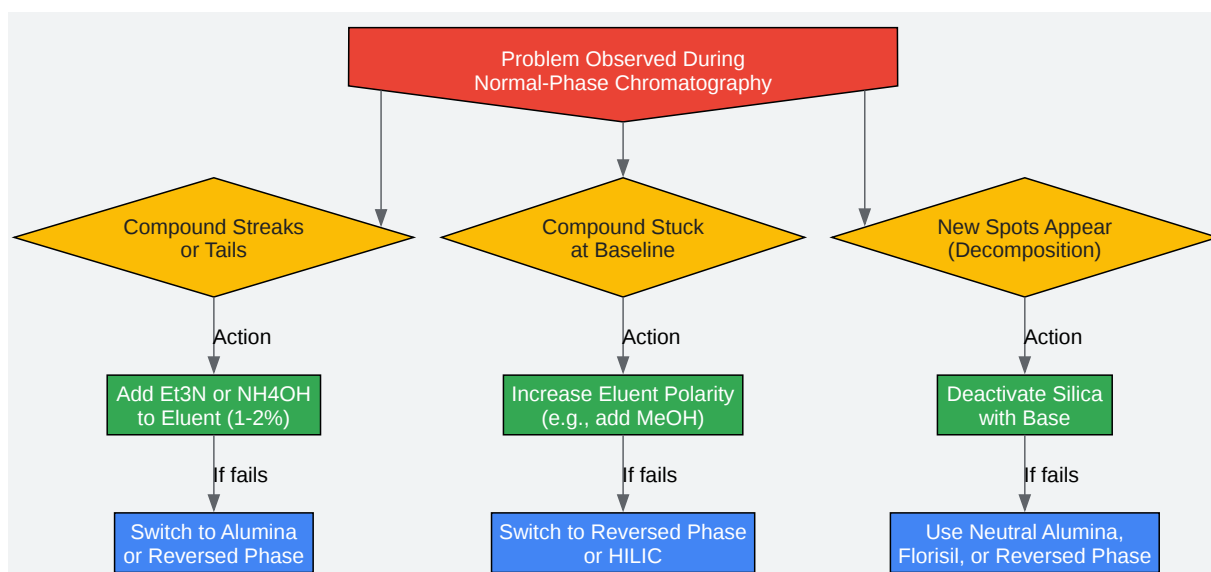 Problem Observed During
Normal-Phase Chromatography
Compound Streaks
or Tails
Compound Stuck
at Baseline
New Spots Appear
(Decomposition)
Action
Action
Action
Add Et3N or NH4OH
to Eluent (1-2%)
Increase Eluent Polarity
(e.g., add MeOH)
Deactivate Silica
with Base
If fails
If fails
If fails
Switch to Alumina
or Reversed Phase
Switch to Reversed Phase
or HILIC
Use Neutral Alumina,
Florisil, or Reversed Phase